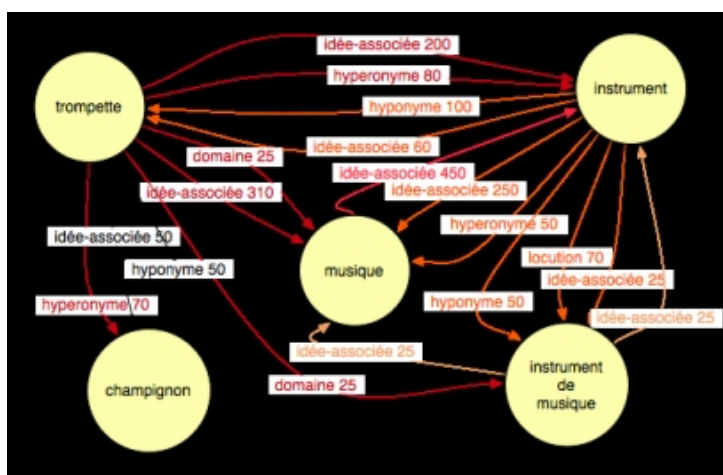 idée-associée 200
hyperonyme 80
instrument
trompette
hyponyme 100
idée-associée 60
domaine 25
idée-associée 450
idée-associée 310
idée-associée 250
hyperonyme 50
idée-associée 50
locution 70
hyponyme 50
musique
idée-associée 25
hyperonyme 70
hyponyme 50
idée-associée 25
idée-associée 25
instrument
de
musique
domaine 25
champignon